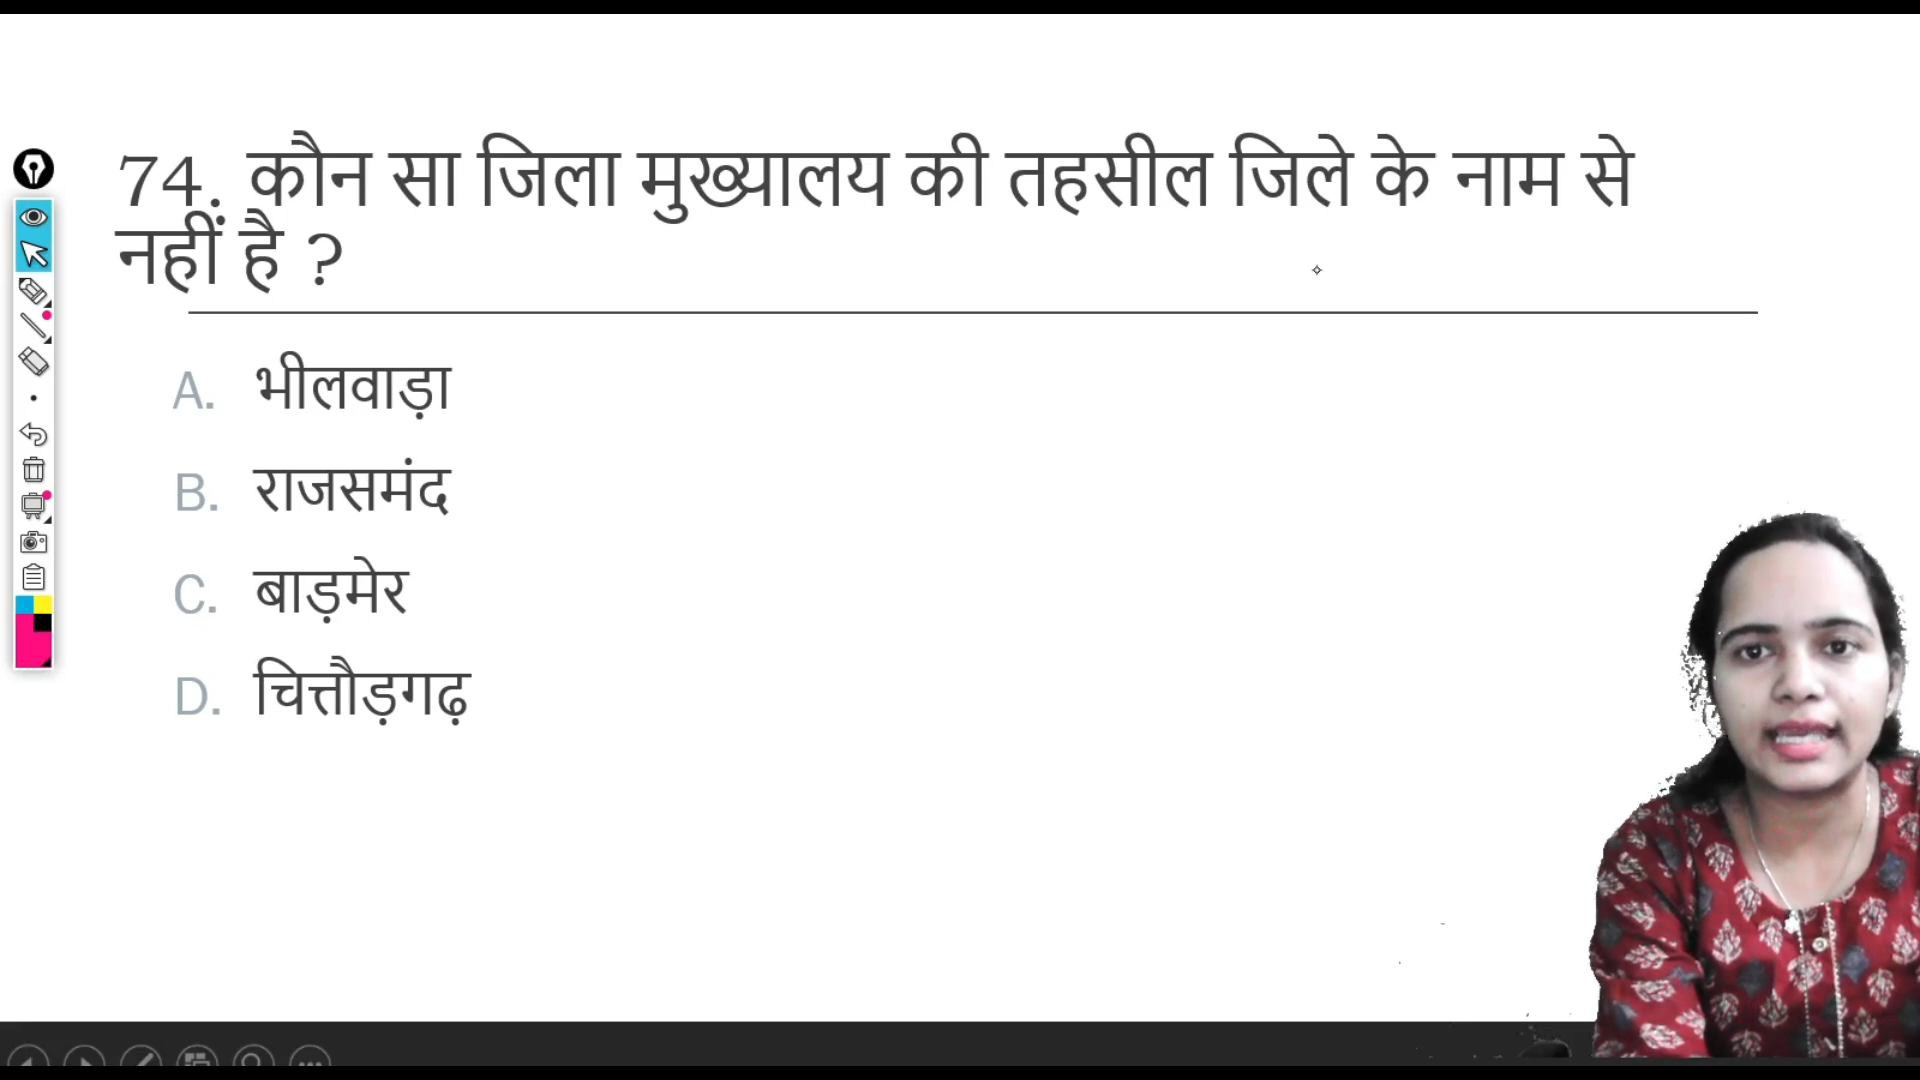 74. कौन सा जिला मुख्यालय की तहसील जिले के नाम से
नहीं है ?
A. भीलवाड़ा
B. राजसमंद
C. बाड़मेर
D. चित्तौड़गढ़